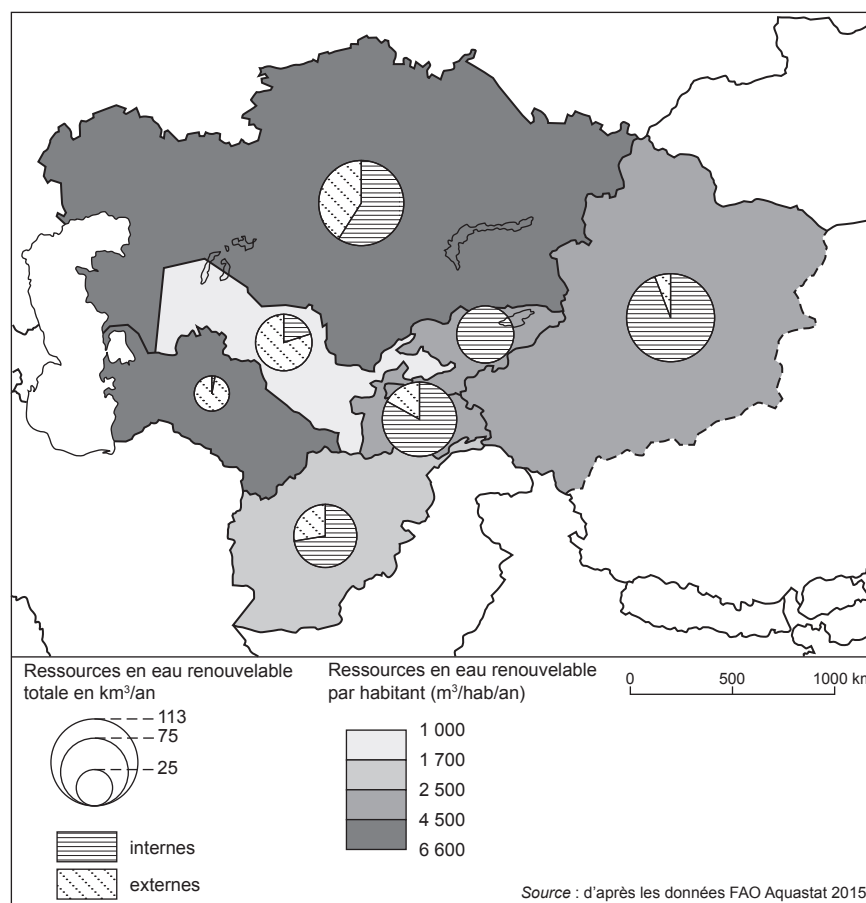 Ressources en eau renouvelable
totale en km³/an
113
75
25
internes
externes
Ressources en eau renouvelable
par habitant (m³/hab/an)
1 000
1 700
2 500
4 500
6 600
0 500 1000 km
Source : d'après les données FAO Aquastat 2015